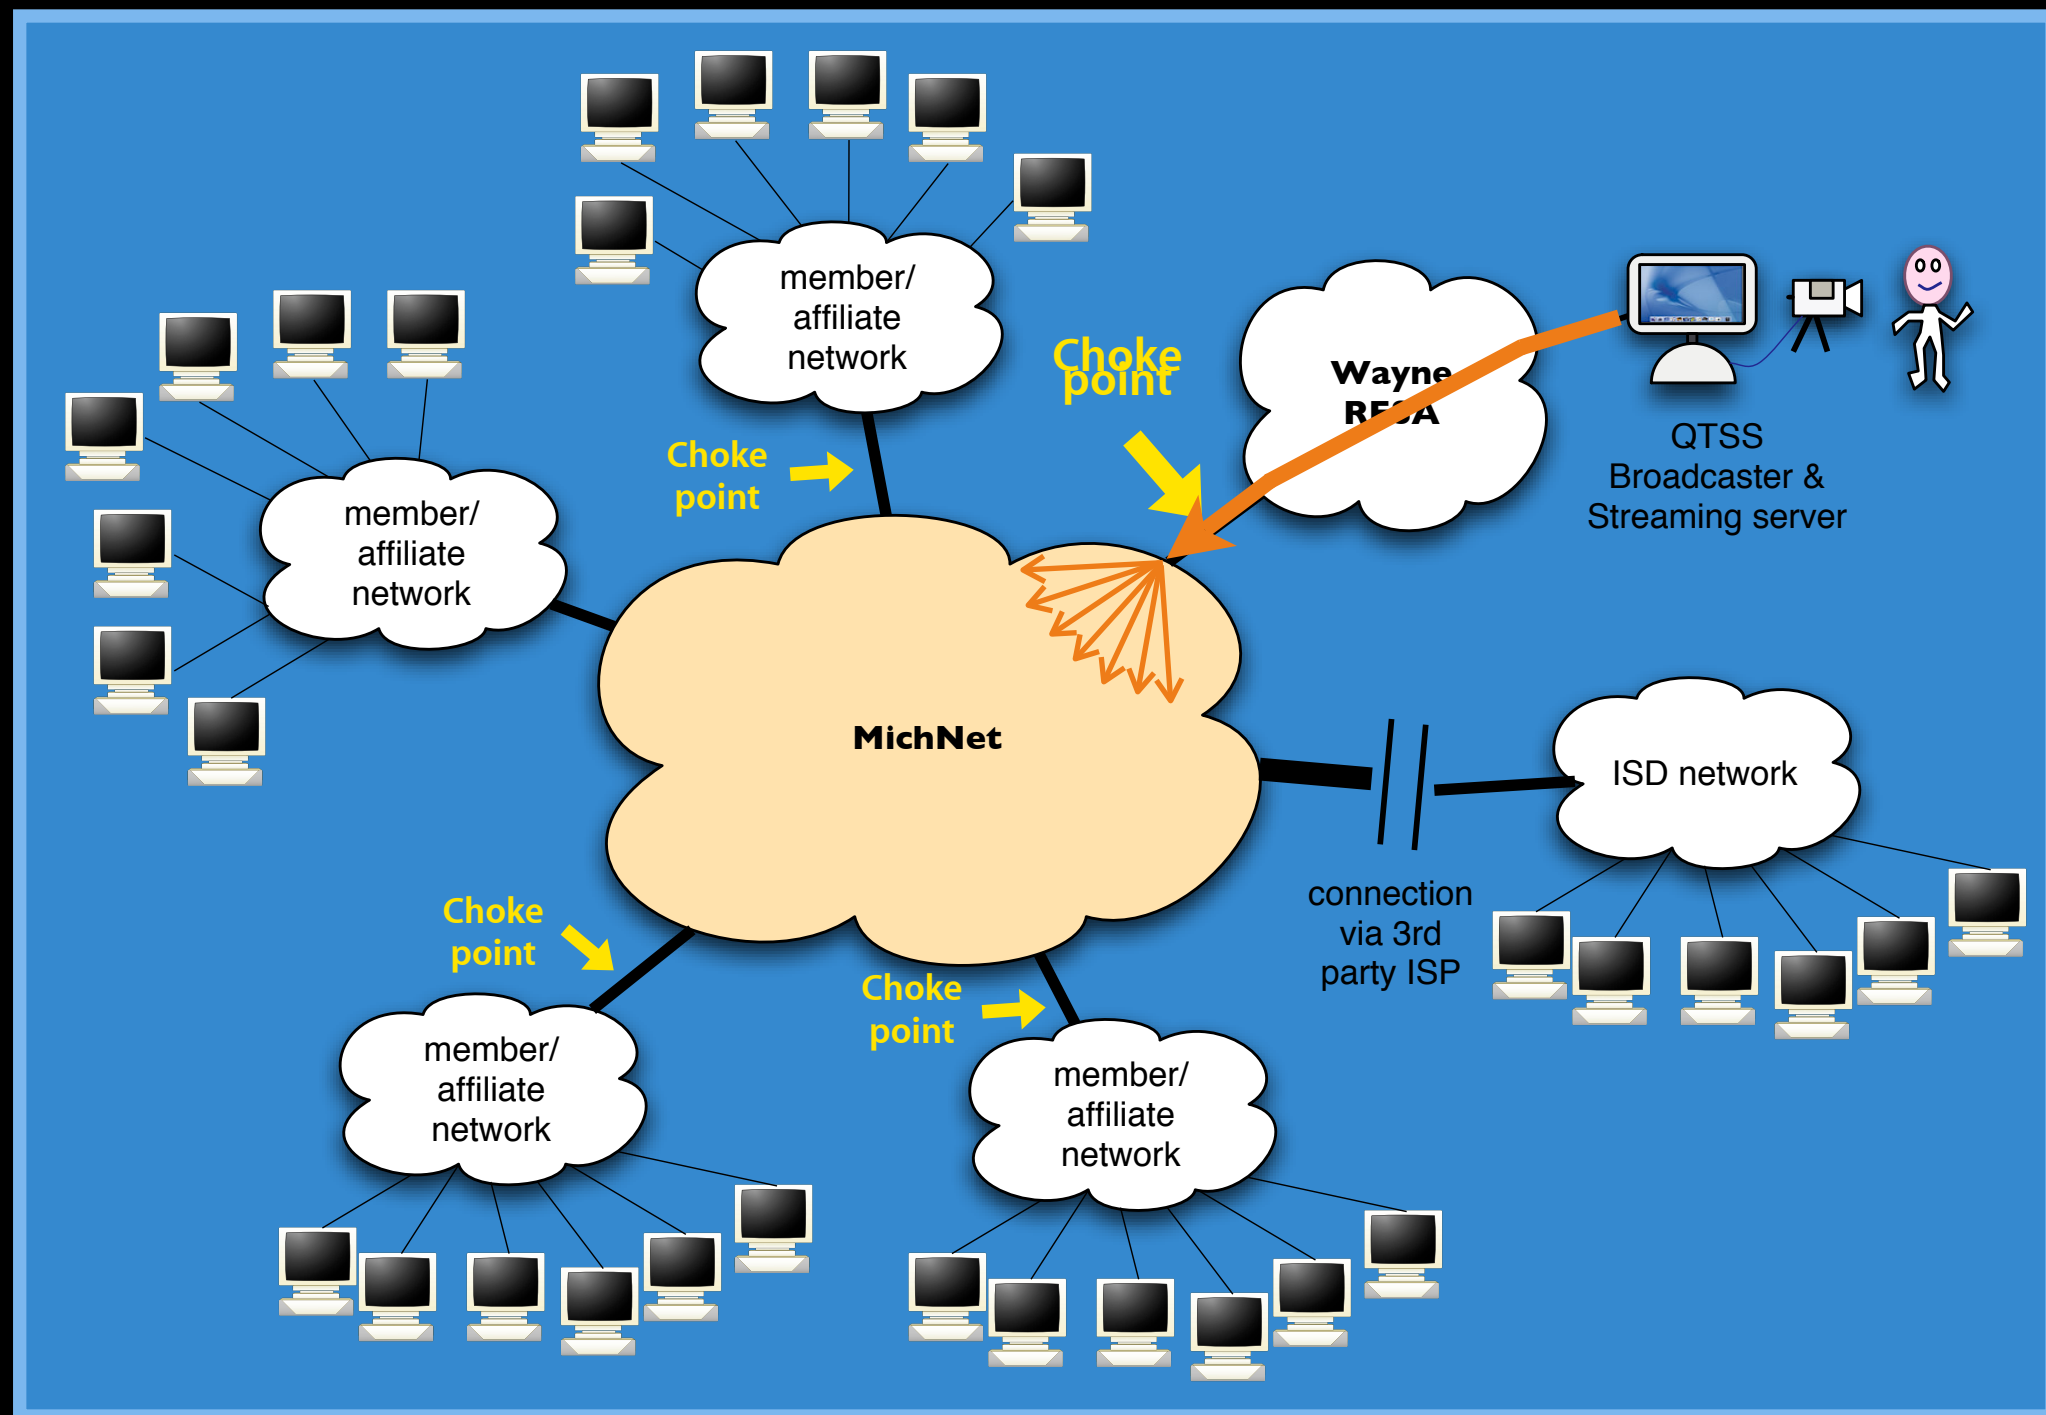 member/
affiliate
network
Choke
point
Wayne
RESA
QTSS
Broadcaster &
Streaming server
Choke
point
member/
affiliate
network
MichNet
ISD network
connection
via 3rd
party ISP
Choke
point
member/
affiliate
network
Choke
point
member/
affiliate
network